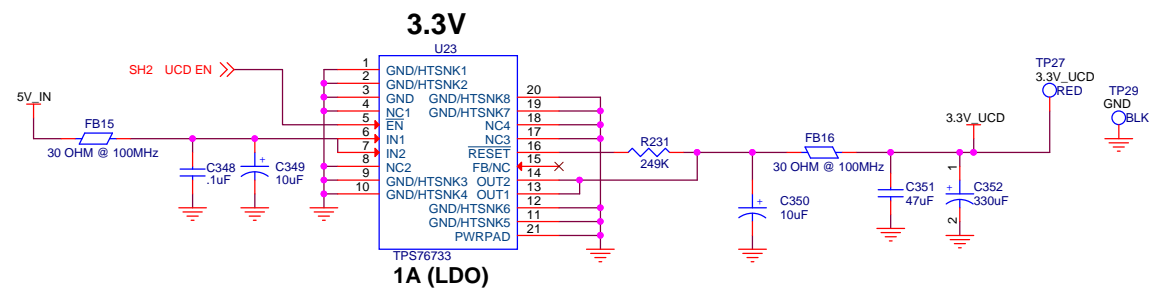 3.3V
U23
SH2 UCD EN
5V_IN
FB15
30 OHM @ 100MHz
C348
.1uF
C349
10uF
1 GND/HTSNK1
2 GND/HTSNK2
3 GND
4 NC1
5 EN
6 IN1
7 IN2
8 NC2
9 GND/HTSNK3
10 GND/HTSNK4
GND/HTSNK8 20
GND/HTSNK7 19
NC4 18
NC3 17
RESET 16
FB/NC 15
OUT2 14
OUT1 13
GND/HTSNK6 12
GND/HTSNK5 11
PWRPAD 21
TPS76733
1A (LDO)
R231
249K
C350
10uF
FB16
30 OHM @ 100MHz
C351
47uF
3.3V_UCD
1
C352
330uF
2
TP27
3.3V_UCD
RED
TP29
GND
BLK